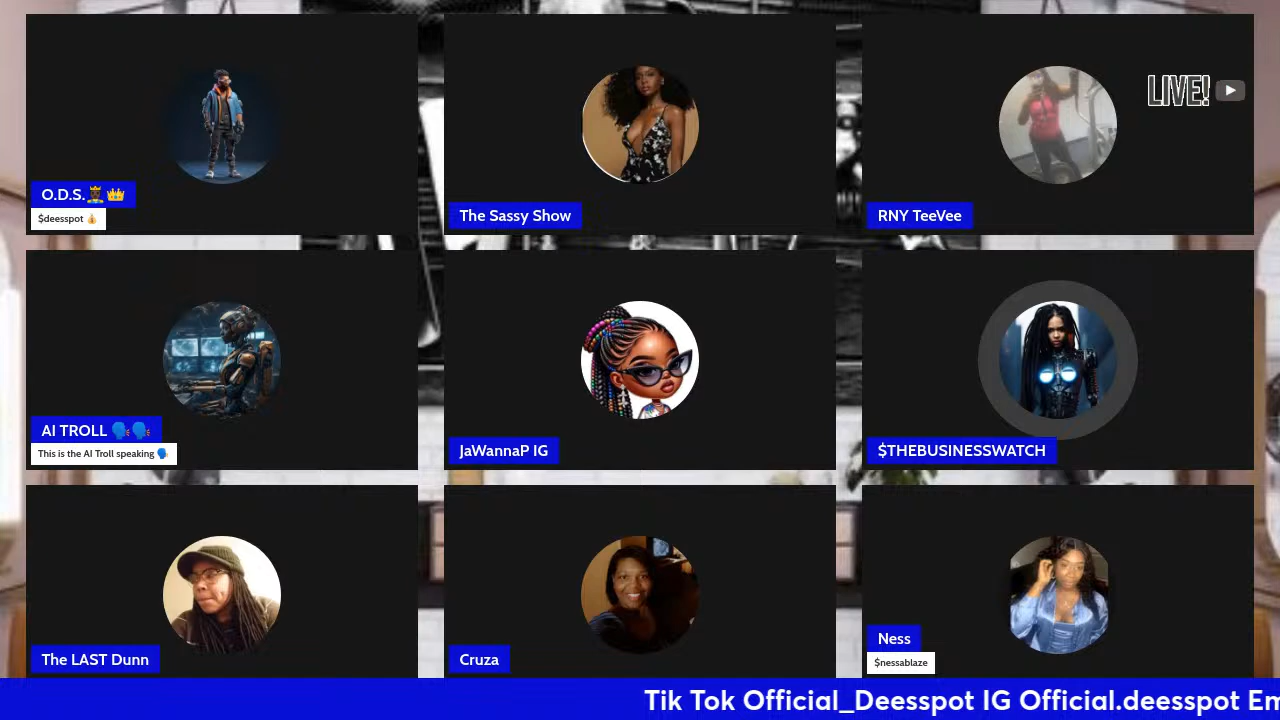 LIVE!
O.D.S.🤴🏿👑
$deesspot 💰
The Sassy Show
RNY TeeVee
AI TROLL 🗣️🗣️
This is the AI Troll speaking 🗣️
JaWannaP IG
$THEBUSINESSWATCH
The LAST Dunn
Cruza
Ness
$nessablaze
Tik Tok Official_Deesspot IG Official.deesspot Em